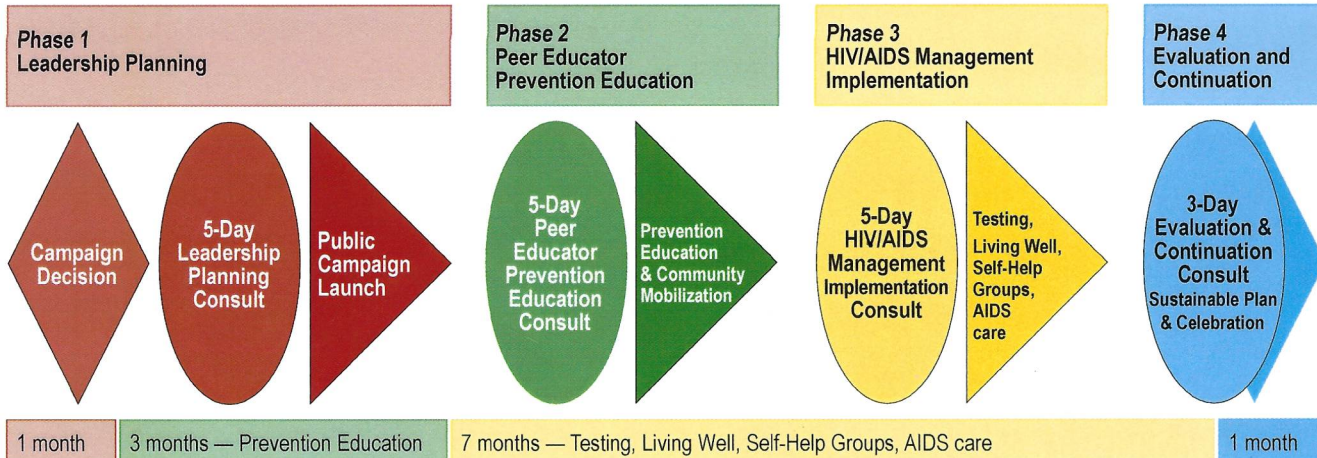 Phase 1
Leadership Planning
Phase 2
Peer Educator
Prevention Education
Phase 3
HIV/AIDS Management
Implementation
Phase 4
Evaluation and
Continuation
Campaign
Decision
5-Day
Leadership
Planning
Consult
Public
Campaign
Launch
5-Day
Peer
Educator
Prevention
Education
Consult
Prevention
Education
& Community
Mobilization
5-Day
HIV/AIDS
Management
Implementation
Consult
Testing,
Living Well,
Self-Help
Groups,
AIDS
care
3-Day
Evaluation &
Continuation
Consult
Sustainable Plan
& Celebration
1 month
3 months — Prevention Education
7 months — Testing, Living Well, Self-Help Groups, AIDS care
1 month